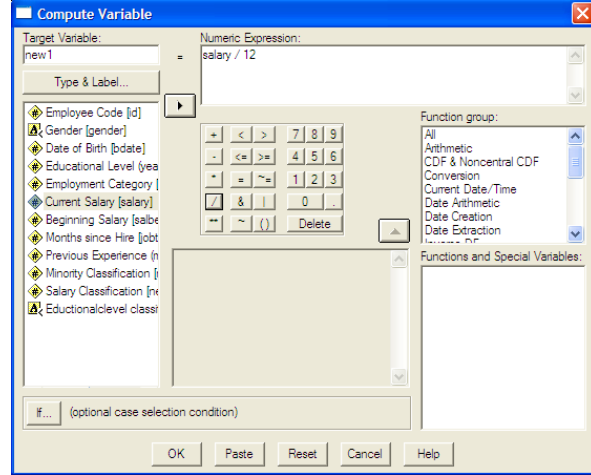 Compute Variable
Target Variable:
new1
=
Numeric Expression:
salary / 12
Type & Label...
Employee Code [id]
Gender [gender]
Date of Birth [bdate]
Educational Level (yea
Employment Category [
Current Salary [salary]
Beginning Salary [salbe
Months since Hire [jobt
Previous Experience (m
Minority Classification [
Salary Classification [ne
Eductionalclevel classif
+ < > 7 8 9
- <= >= 4 5 6
* = ~= 1 2 3
/ & | 0 .
** ~ () Delete
Function group:
All
Arithmetic
CDF & Noncentral CDF
Conversion
Current Date/Time
Date Arithmetic
Date Creation
Date Extraction
Inverse DF
Functions and Special Variables:
If... (optional case selection condition)
OK Paste Reset Cancel Help